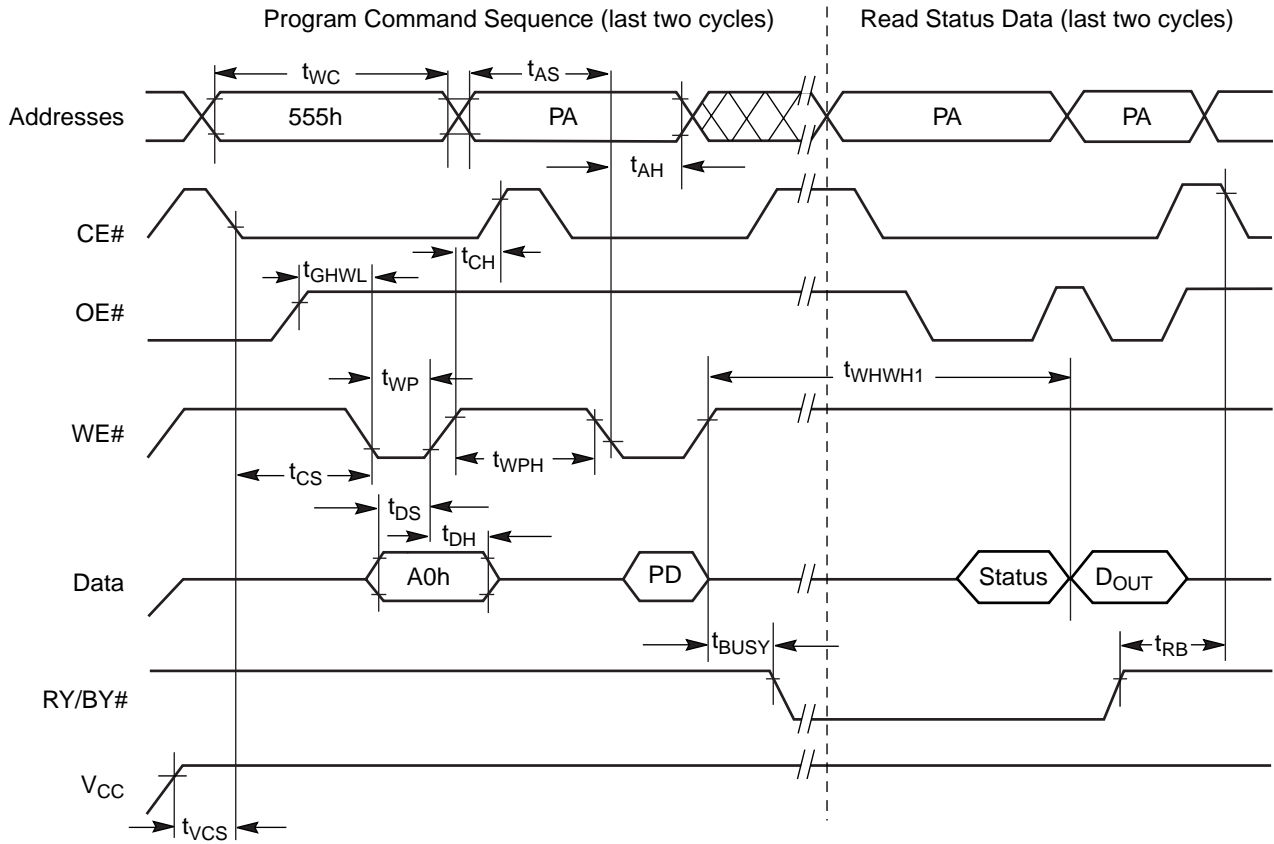 Program Command Sequence (last two cycles)
Read Status Data (last two cycles)
tWC
tAS
Addresses
555h
PA
PA
PA
tAH
CE#
tCH
tGHWL
OE#
tWP
tWHWH1
WE#
tCS
tWPH
tDS
tDH
Data
A0h
PD
Status
DOUT
tBUSY
tRB
RY/BY#
VCC
tVCS